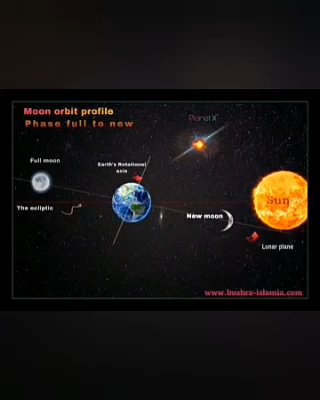 Moon orbit profile
Phase full to new
Planet X
Full moon
Earth's Rotational
axis
The ecliptic
New moon
Sun
Lunar plane
www.bushra-islamia.com